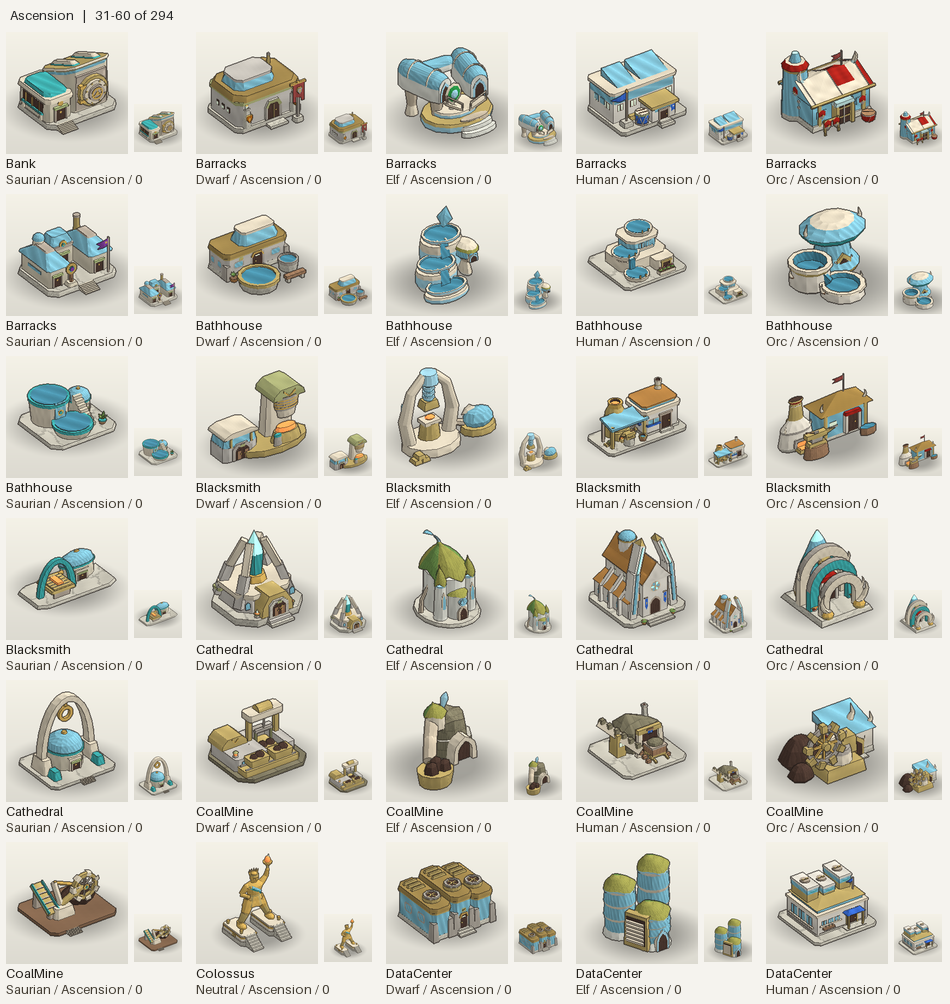 Ascension | 31-60 of 294
Bank
Saurian / Ascension / 0
Barracks
Dwarf / Ascension / 0
Barracks
Elf / Ascension / 0
Barracks
Human / Ascension / 0
Barracks
Orc / Ascension / 0
Barracks
Saurian / Ascension / 0
Bathhouse
Dwarf / Ascension / 0
Bathhouse
Elf / Ascension / 0
Bathhouse
Human / Ascension / 0
Bathhouse
Orc / Ascension / 0
Bathhouse
Saurian / Ascension / 0
Blacksmith
Dwarf / Ascension / 0
Blacksmith
Elf / Ascension / 0
Blacksmith
Human / Ascension / 0
Blacksmith
Orc / Ascension / 0
Blacksmith
Saurian / Ascension / 0
Cathedral
Dwarf / Ascension / 0
Cathedral
Elf / Ascension / 0
Cathedral
Human / Ascension / 0
Cathedral
Orc / Ascension / 0
Cathedral
Saurian / Ascension / 0
CoalMine
Dwarf / Ascension / 0
CoalMine
Elf / Ascension / 0
CoalMine
Human / Ascension / 0
CoalMine
Orc / Ascension / 0
CoalMine
Saurian / Ascension / 0
Colossus
Neutral / Ascension / 0
DataCenter
Dwarf / Ascension / 0
DataCenter
Elf / Ascension / 0
DataCenter
Human / Ascension / 0